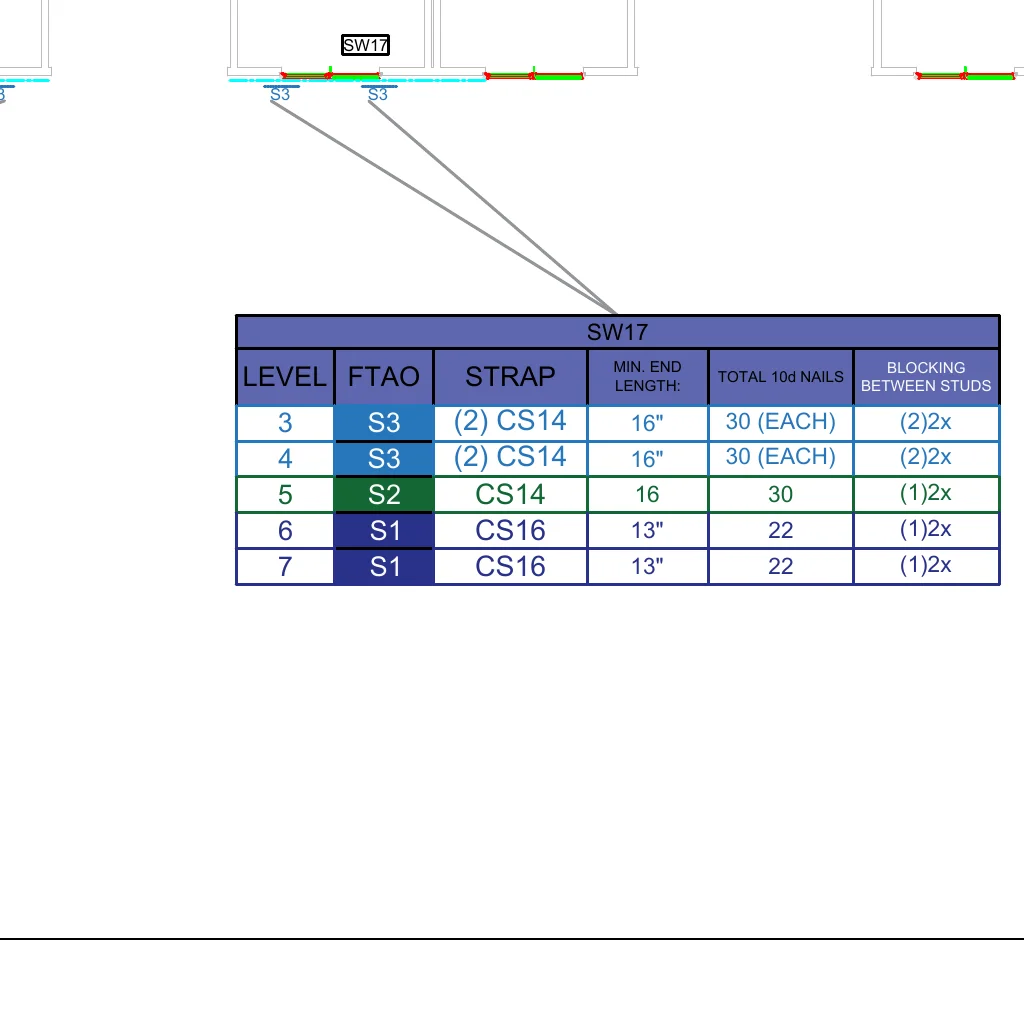 SW17
S3 S3
SW17
LEVEL FTAO STRAP MIN. END LENGTH: TOTAL 10d NAILS BLOCKING BETWEEN STUDS
3 S3 (2) CS14 16" 30 (EACH) (2)2x
4 S3 (2) CS14 16" 30 (EACH) (2)2x
5 S2 CS14 16 30 (1)2x
6 S1 CS16 13" 22 (1)2x
7 S1 CS16 13" 22 (1)2x